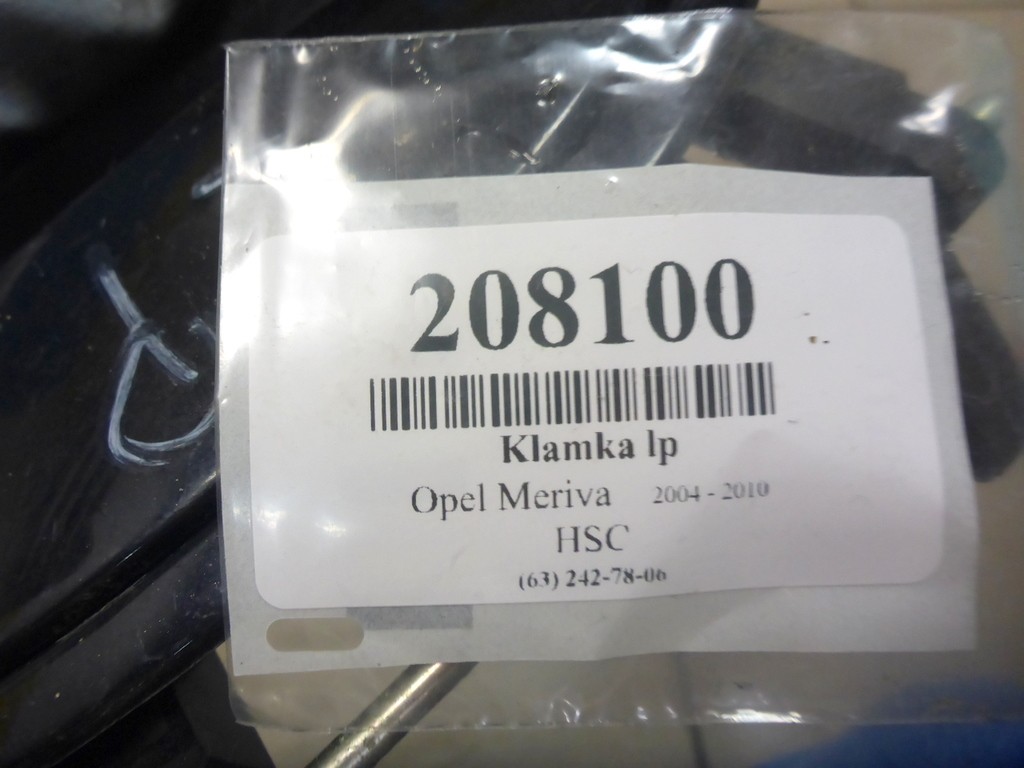 208100
Klamka lp
Opel Meriva 2004 - 2010
HSC
(63) 242-78-06